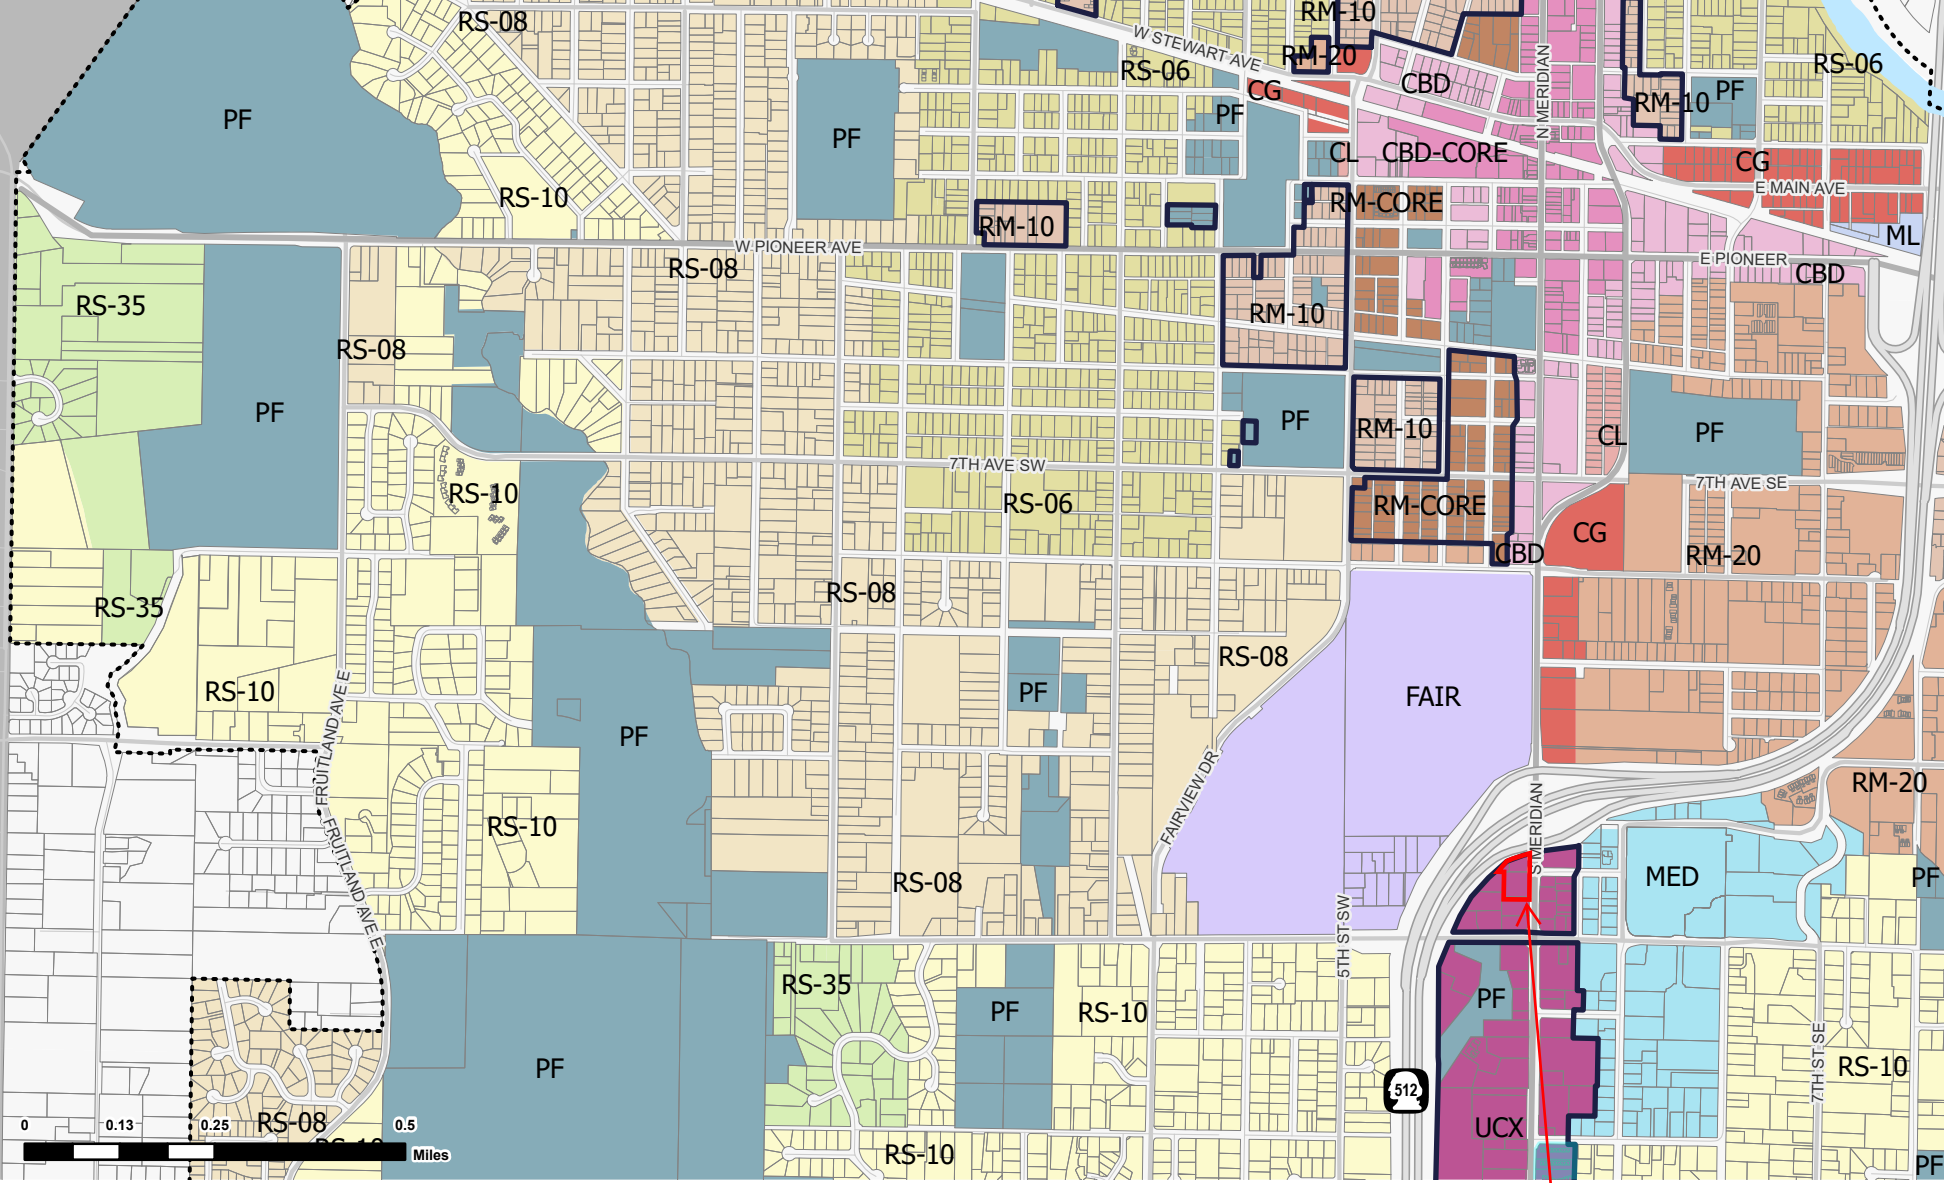 RS-08
RM-10
W STEWART AVE
RM-20
RS-06
CBD
N MERIDIAN
RS-06
CG
PF
RM-10
PF
PF
PF
CL
CBD-CORE
CG
E MAIN AVE
RS-10
RM-CORE
RM-10
ML
W PIONEER AVE
E PIONEER
RS-08
CBD
RS-35
RM-10
RS-08
PF
PF
RM-10
CL
PF
7TH AVE SW
7TH AVE SE
RS-10
RS-06
RM-CORE
CG
CBD
RM-20
RS-35
RS-08
RS-08
RS-10
PF
FAIR
FRUITLAND AVE E
PF
FAIRVIEW DR
S MERIDIAN
RM-20
RS-10
FRUITLAND AVE E
RS-08
MED
PF
5TH ST SW
RS-35
PF
RS-10
PF
7TH ST SE
PF
RS-10
512
RS-08
UCX
0
0.13
0.25
0.5
RS-10
Miles
RS-10
PF